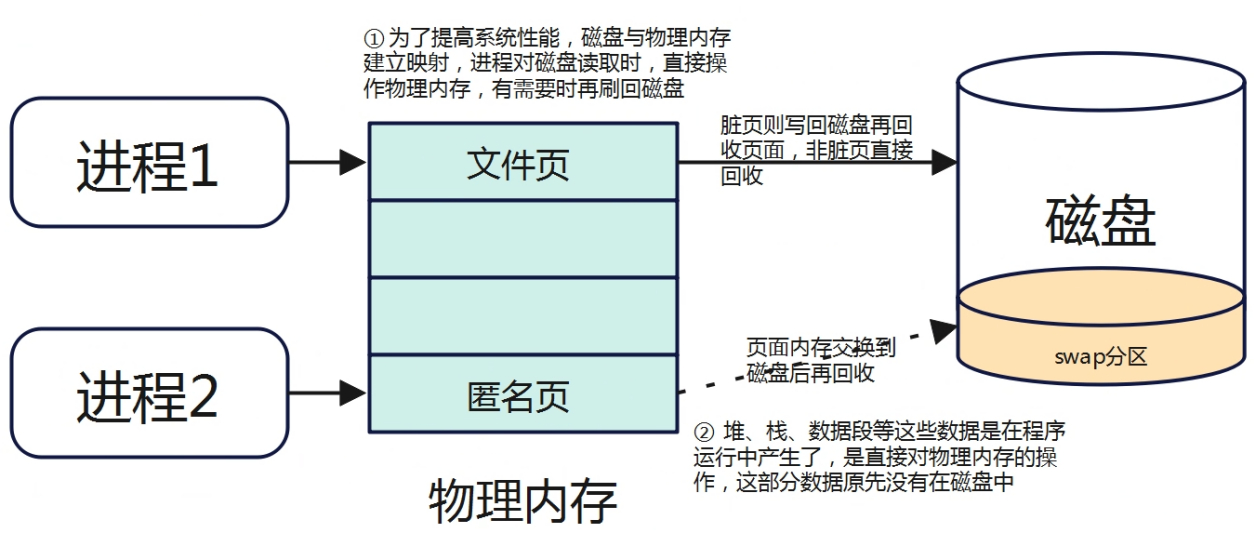 ① 为了提高系统性能，磁盘与物理内存
建立映射，进程对磁盘读取时，直接操
作物理内存，有需要时再刷回磁盘
进程1
文件页
脏页则写回磁盘再回
收页面，非脏页直接
回收
磁盘
进程2
匿名页
页面内存交换到
磁盘后再回收
swap分区
② 堆、栈、数据段等这些数据是在程序
运行中产生了，是直接对物理内存的操
作，这部分数据原先没有在磁盘中
物理内存